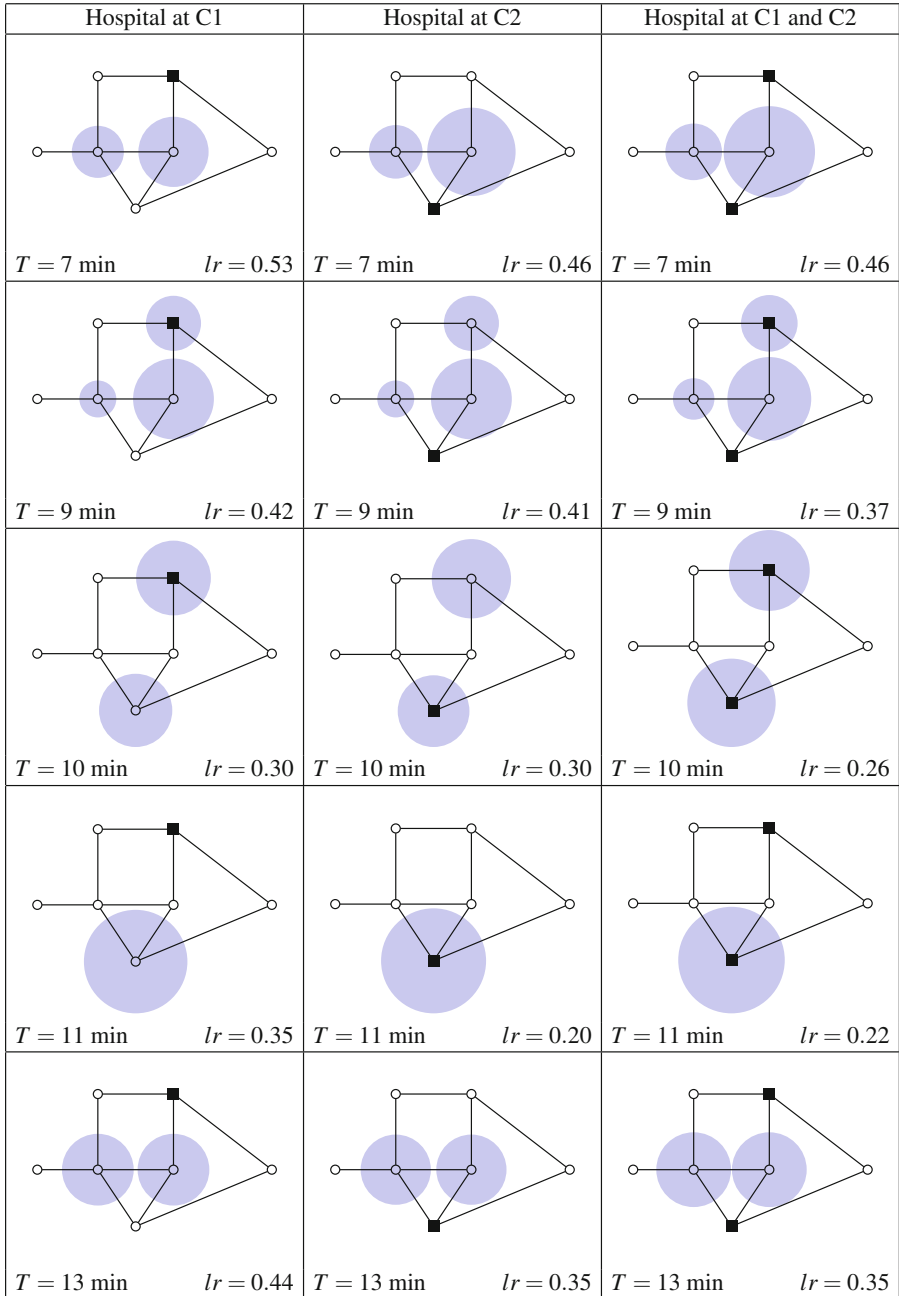 Hospital at C1 Hospital at C2 Hospital at C1 and C2
T = 7 min lr = 0.53 T = 7 min lr = 0.46 T = 7 min lr = 0.46
T = 9 min lr = 0.42 T = 9 min lr = 0.41 T = 9 min lr = 0.37
T = 10 min lr = 0.30 T = 10 min lr = 0.30 T = 10 min lr = 0.26
T = 11 min lr = 0.35 T = 11 min lr = 0.20 T = 11 min lr = 0.22
T = 13 min lr = 0.44 T = 13 min lr = 0.35 T = 13 min lr = 0.35